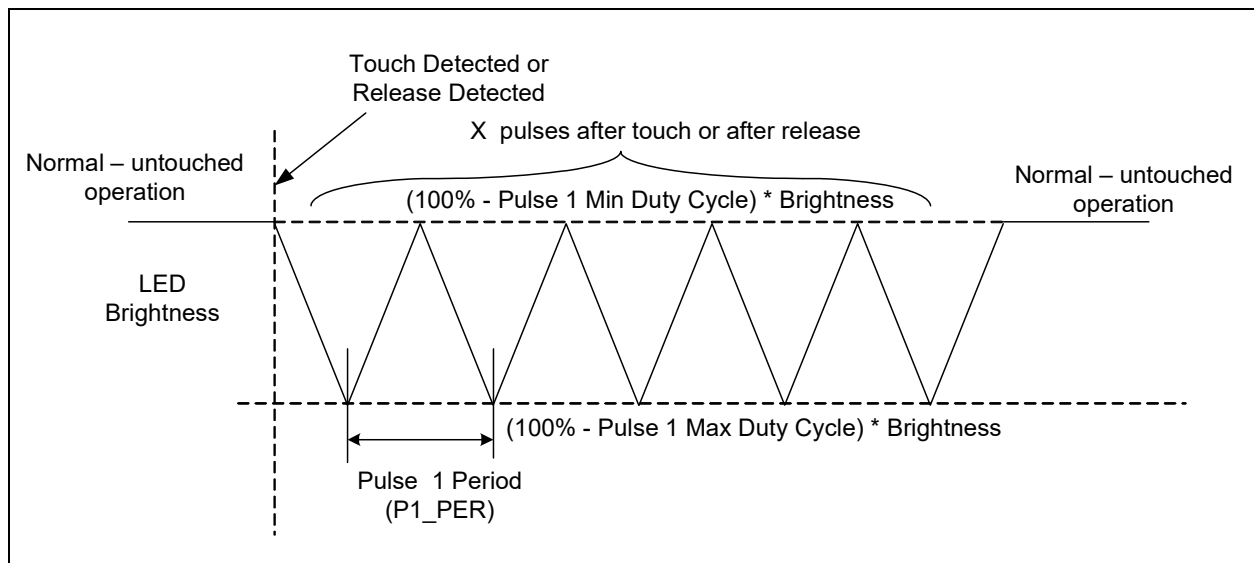 Touch Detected or
Release Detected
X pulses after touch or after release
Normal – untouched
operation
(100% - Pulse 1 Min Duty Cycle) * Brightness
Normal – untouched
operation
LED
Brightness
(100% - Pulse 1 Max Duty Cycle) * Brightness
Pulse 1 Period
(P1_PER)